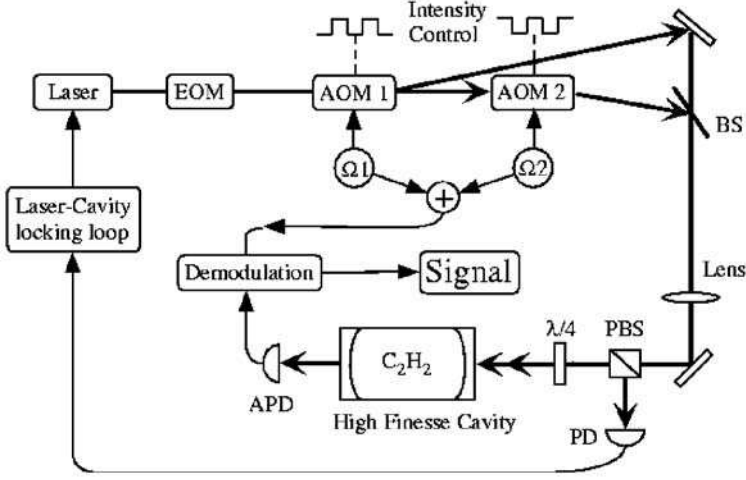 Intensity
Control
Laser
EOM
AOM 1
AOM 2
BS
Ω1
Ω2
+
Laser-Cavity
locking loop
Demodulation
Signal
Lens
λ/4
PBS
C₂H₂
APD
High Finesse Cavity
PD